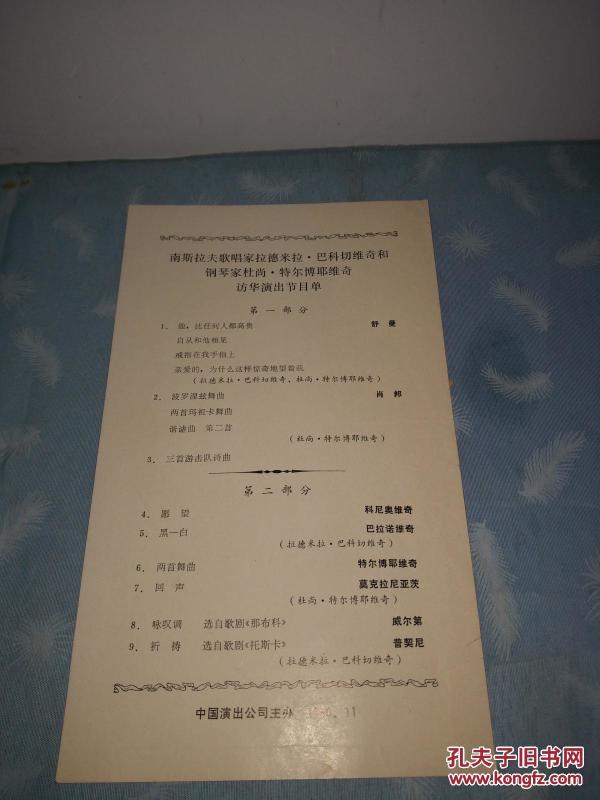 南斯拉夫歌唱家拉德米拉·巴科切维奇和
钢琴家杜尚·特尔博耶维奇
访华演出节目单
第一部分
1. 他,比任何人都高贵 舒曼
自从和他相见
戒指在我手指上
亲爱的,为什么这样惊奇地望着我
(拉德米拉·巴科切维奇、杜尚·特尔博耶维奇)
2. 波罗涅兹舞曲 肖邦
两首玛祖卡舞曲
谐谑曲 第二首
(杜尚·特尔博耶维奇)
3. 三首游击队诗曲
第二部分
4. 愿望 科尼奥维奇
5. 黑—白 巴拉诺维奇
(拉德米拉·巴科切维奇)
6. 两首舞曲 特尔博耶维奇
7. 回声 莫克拉尼亚茨
(杜尚·特尔博耶维奇)
8. 咏叹调 选自歌剧《那布科》 威尔第
9. 祈祷 选自歌剧《托斯卡》 普契尼
(拉德米拉·巴科切维奇)
中国演出公司主办 11
孔夫子旧书网
www.kongfz.com